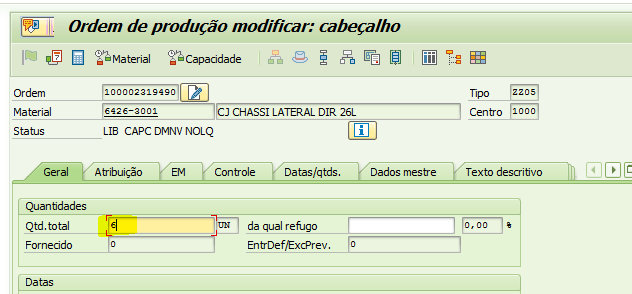 Ordem de produção modificar: cabeçalho
Material Capacidade
Ordem 100002319490 Tipo ZZ05
Material 6426-3001 CJ CHASSI LATERAL DIR 26L Centro 1000
Status LIB CAPC DMNV NOLQ
Geral Atribuição EM Controle Datas/qtds. Dados mestre Texto descritivo
Quantidades
Qtd.total 6 UN da qual refugo 0,00 %
Fornecido 0 EntrDef/ExcPrev. 0
Datas